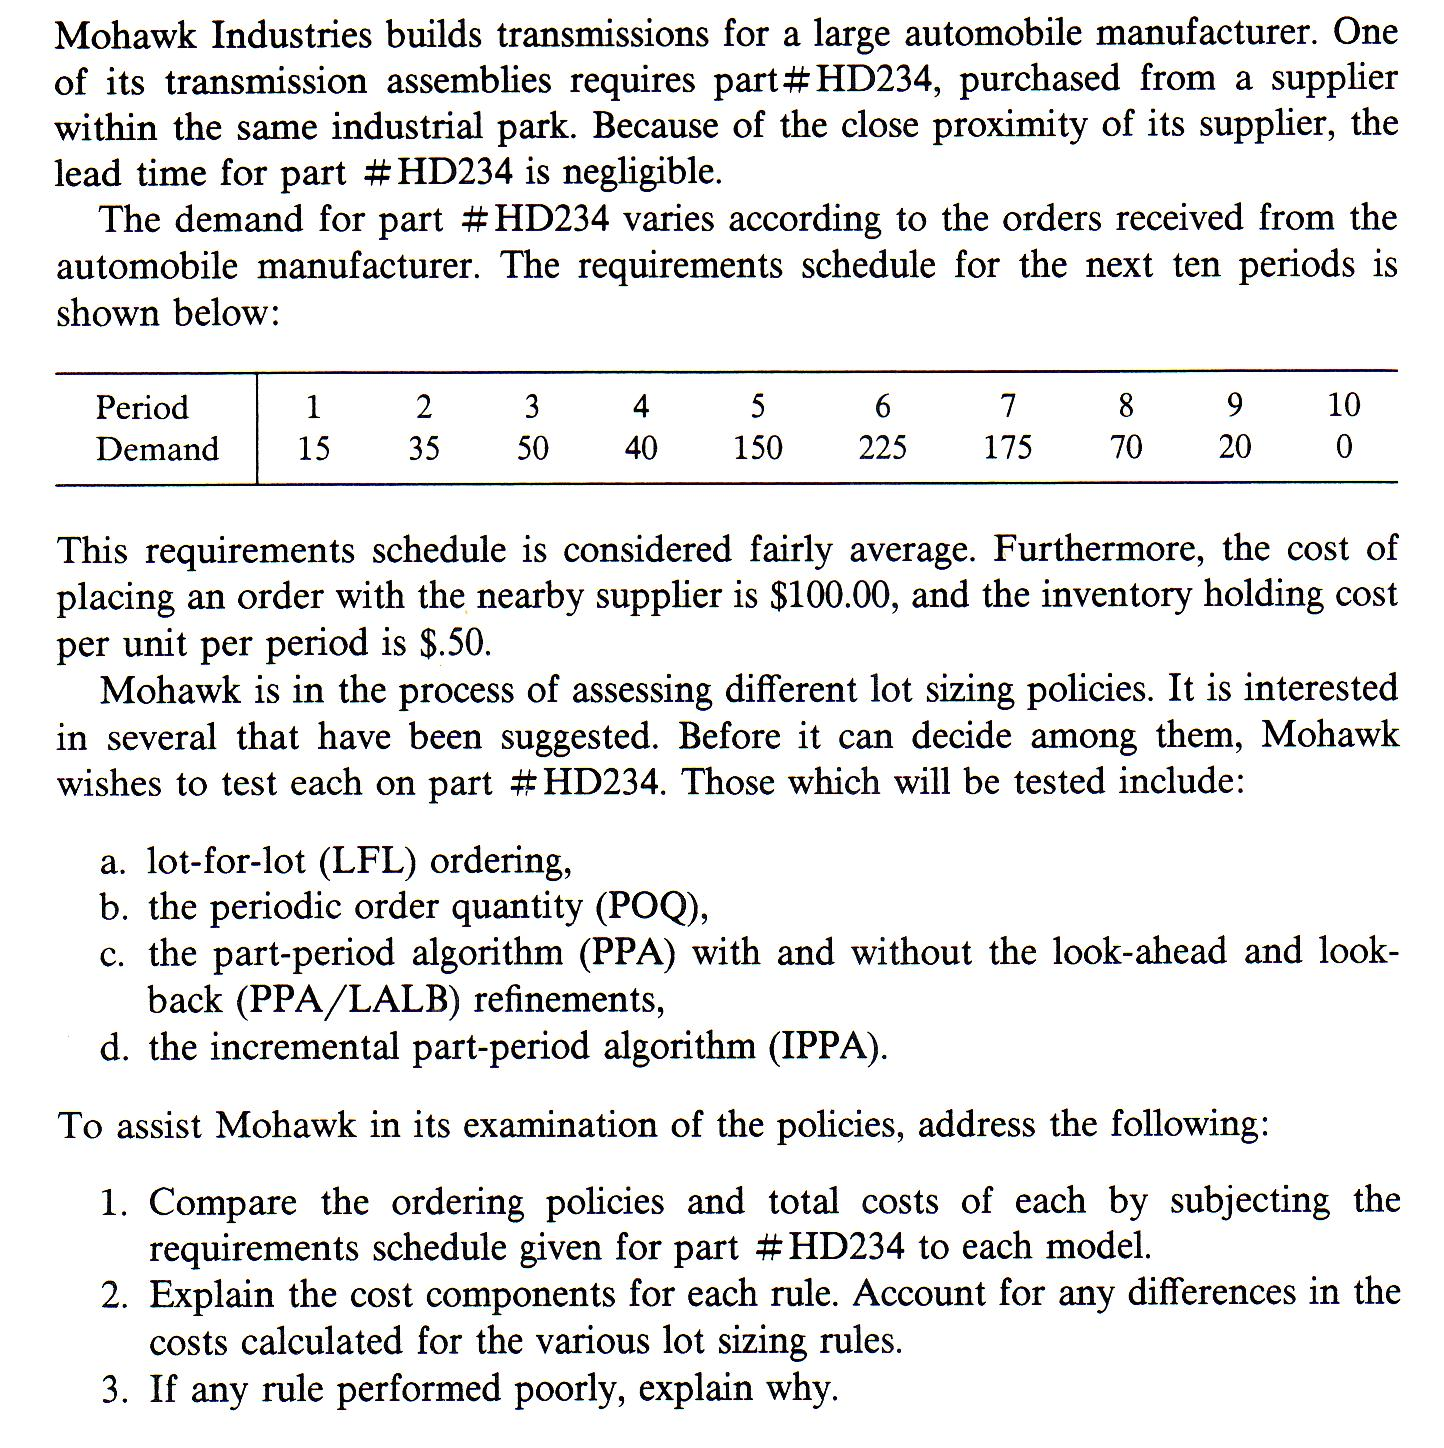 Mohawk Industries builds transmissions for a large automobile manufacturer. One
of its transmission assemblies requires part#HD234, purchased from a supplier
within the same industrial park. Because of the close proximity of its supplier, the
lead time for part #HD234 is negligible.
The demand for part #HD234 varies according to the orders received from the
automobile manufacturer. The requirements schedule for the next ten periods is
shown below:
Period 1 2 3 4 5 6 7 8 9 10
Demand 15 35 50 40 150 225 175 70 20 0
This requirements schedule is considered fairly average. Furthermore, the cost of
placing an order with the nearby supplier is $100.00, and the inventory holding cost
per unit per period is $.50.
Mohawk is in the process of assessing different lot sizing policies. It is interested
in several that have been suggested. Before it can decide among them, Mohawk
wishes to test each on part #HD234. Those which will be tested include:
a. lot-for-lot (LFL) ordering,
b. the periodic order quantity (POQ),
c. the part-period algorithm (PPA) with and without the look-ahead and look-
back (PPA/LALB) refinements,
d. the incremental part-period algorithm (IPPA).
To assist Mohawk in its examination of the policies, address the following:
1. Compare the ordering policies and total costs of each by subjecting the
requirements schedule given for part #HD234 to each model.
2. Explain the cost components for each rule. Account for any differences in the
costs calculated for the various lot sizing rules.
3. If any rule performed poorly, explain why.